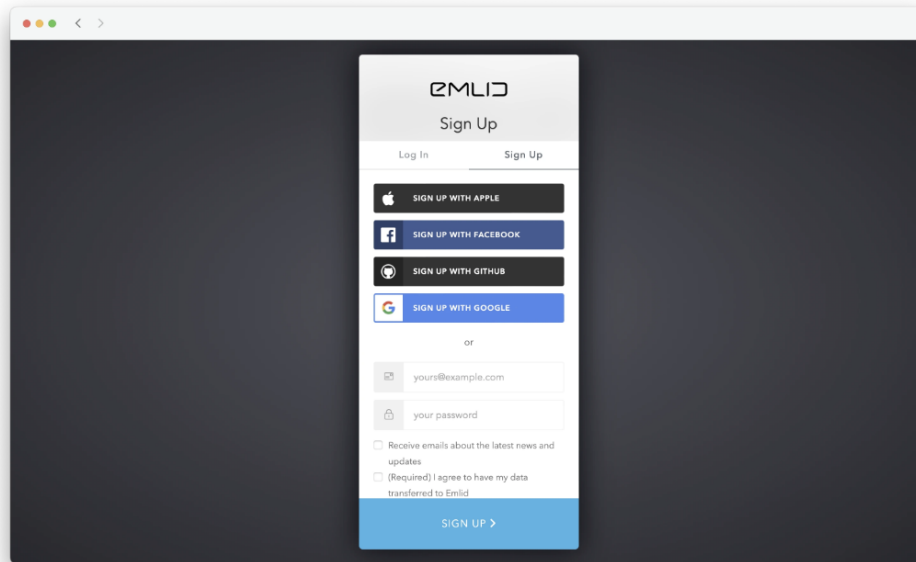 EMLID
Sign Up
Log In
Sign Up
SIGN UP WITH APPLE
SIGN UP WITH FACEBOOK
SIGN UP WITH GITHUB
SIGN UP WITH GOOGLE
or
yours@example.com
your password
Receive emails about the latest news and
updates
(Required) I agree to have my data
transferred to Emlid
SIGN UP >